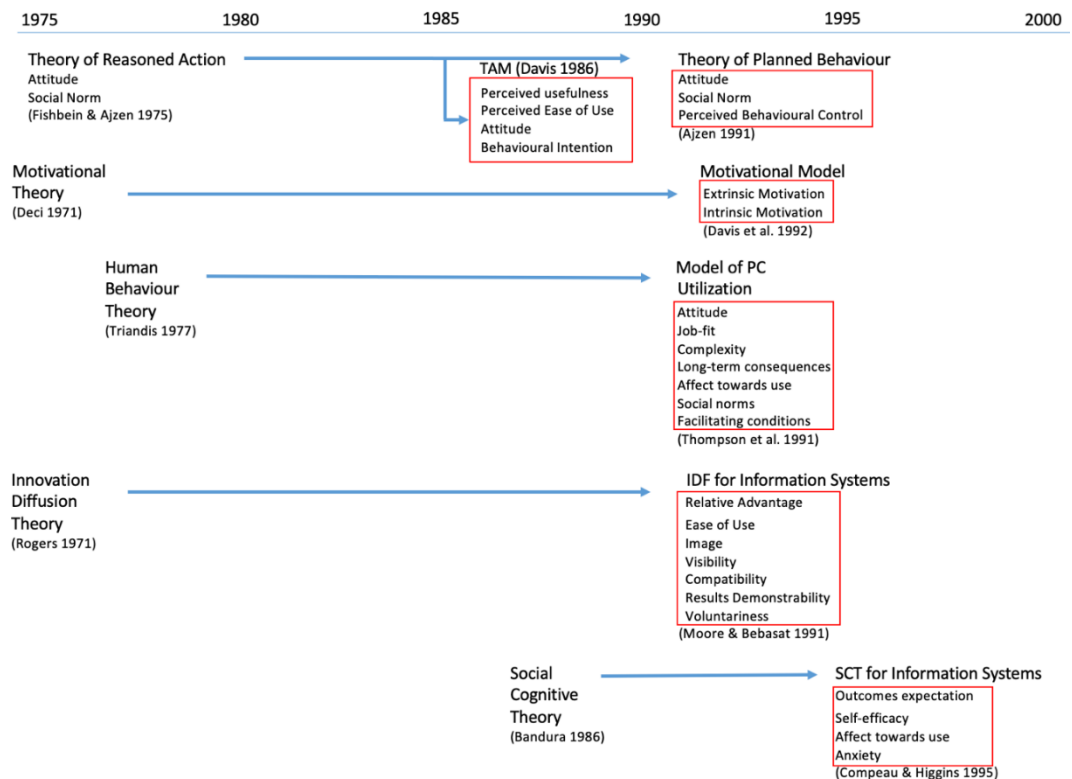 1975 1980 1985 1990 1995 2000
Theory of Reasoned Action
Attitude
Social Norm
(Fishbein & Ajzen 1975)
TAM (Davis 1986)
Perceived usefulness
Perceived Ease of Use
Attitude
Behavioural Intention
Theory of Planned Behaviour
Attitude
Social Norm
Perceived Behavioural Control
(Ajzen 1991)
Motivational
Theory
(Deci 1971)
Motivational Model
Extrinsic Motivation
Intrinsic Motivation
(Davis et al. 1992)
Human
Behaviour
Theory
(Triandis 1977)
Model of PC
Utilization
Attitude
Job-fit
Complexity
Long-term consequences
Affect towards use
Social norms
Facilitating conditions
(Thompson et al. 1991)
Innovation
Diffusion
Theory
(Rogers 1971)
IDF for Information Systems
Relative Advantage
Ease of Use
Image
Visibility
Compatibility
Results Demonstrability
Voluntariness
(Moore & Bebasat 1991)
Social
Cognitive
Theory
(Bandura 1986)
SCT for Information Systems
Outcomes expectation
Self-efficacy
Affect towards use
Anxiety
(Compeau & Higgins 1995)